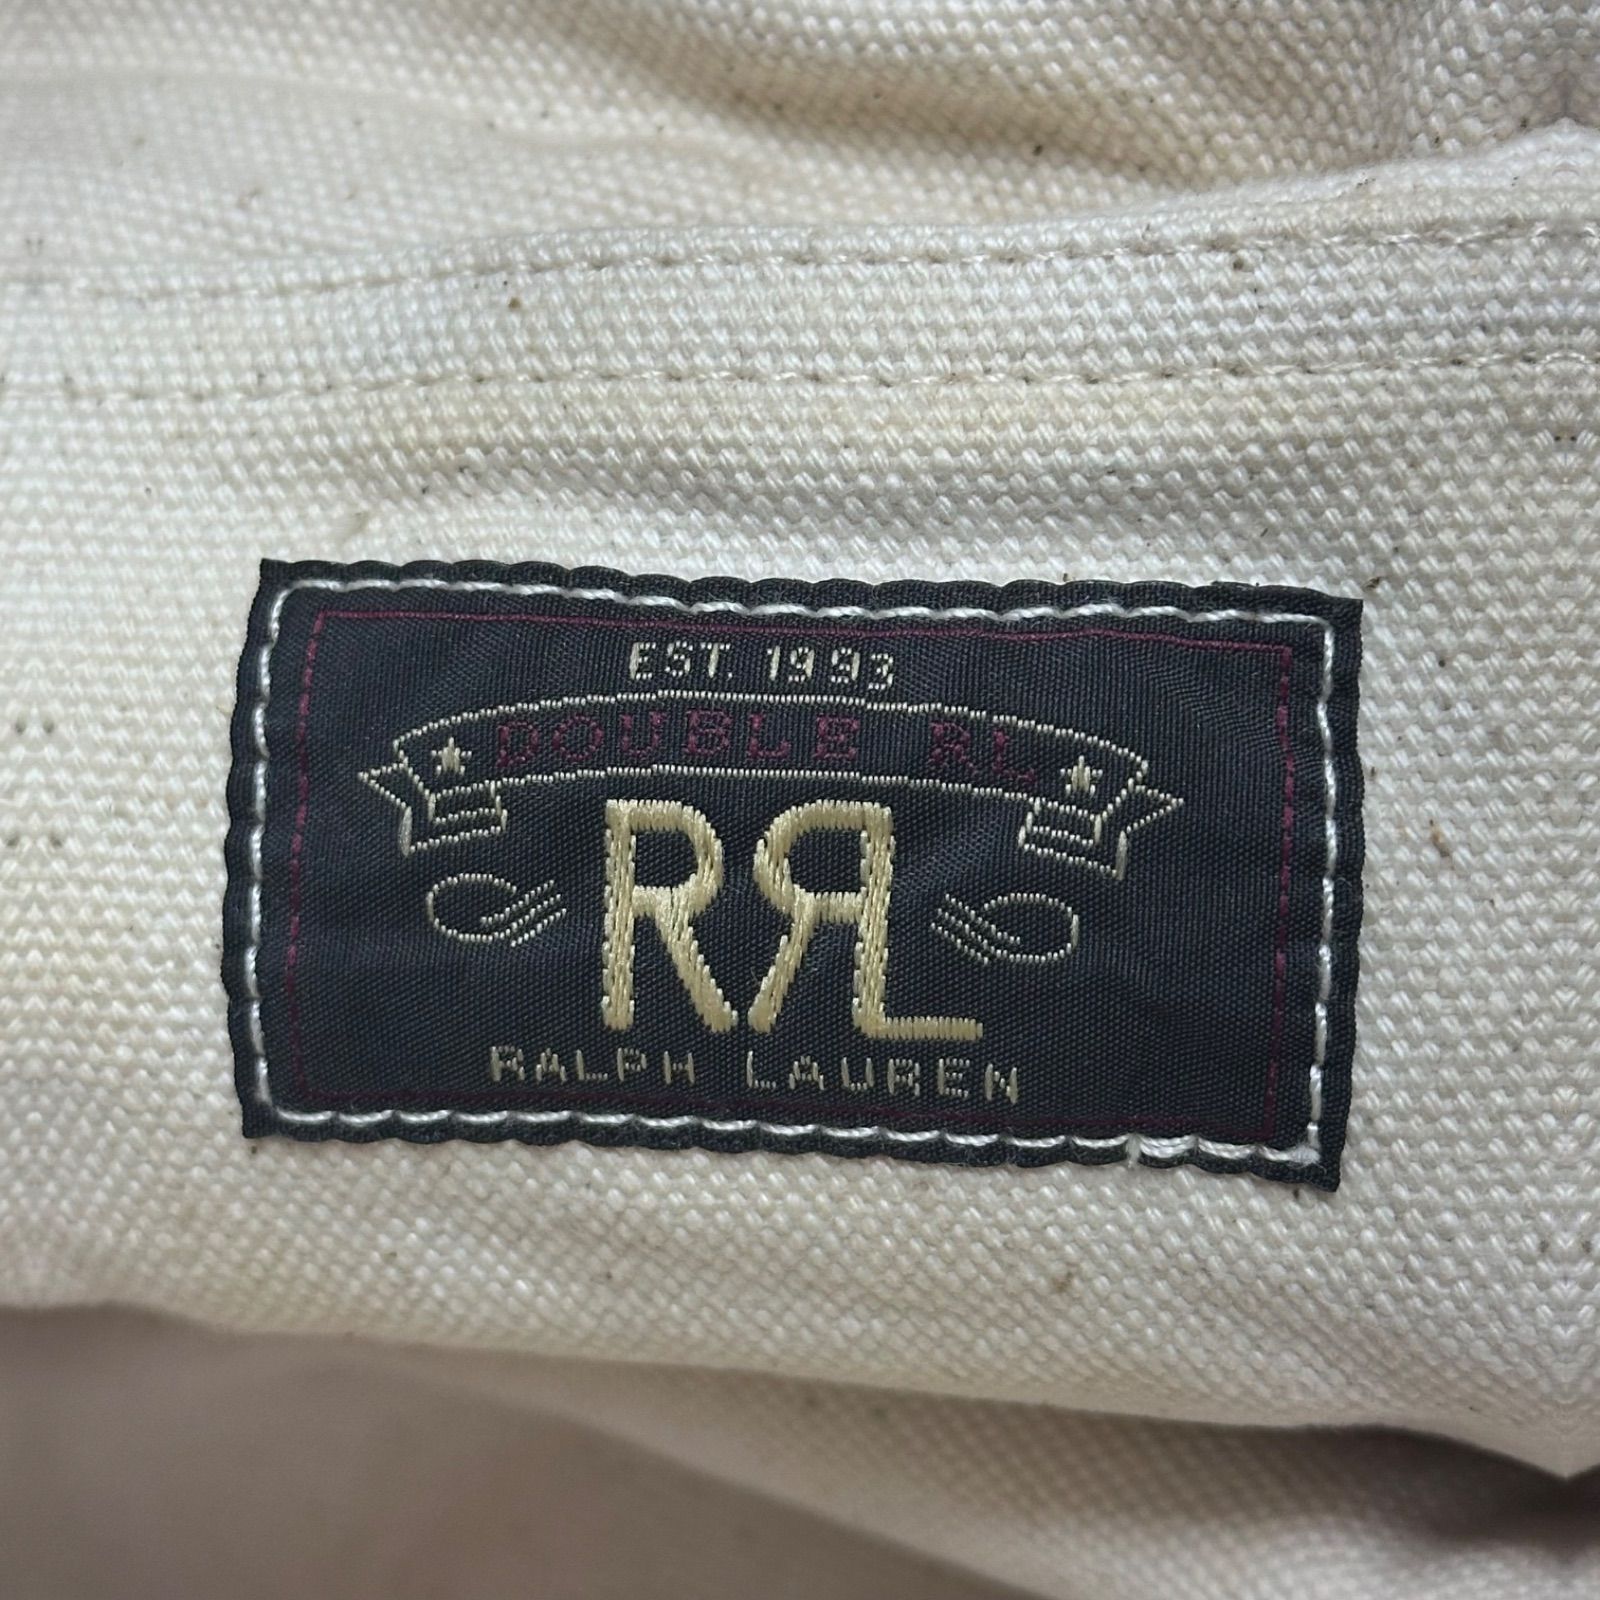 EST. 1993
DOUBLE RL
RRL
RALPH LAUREN